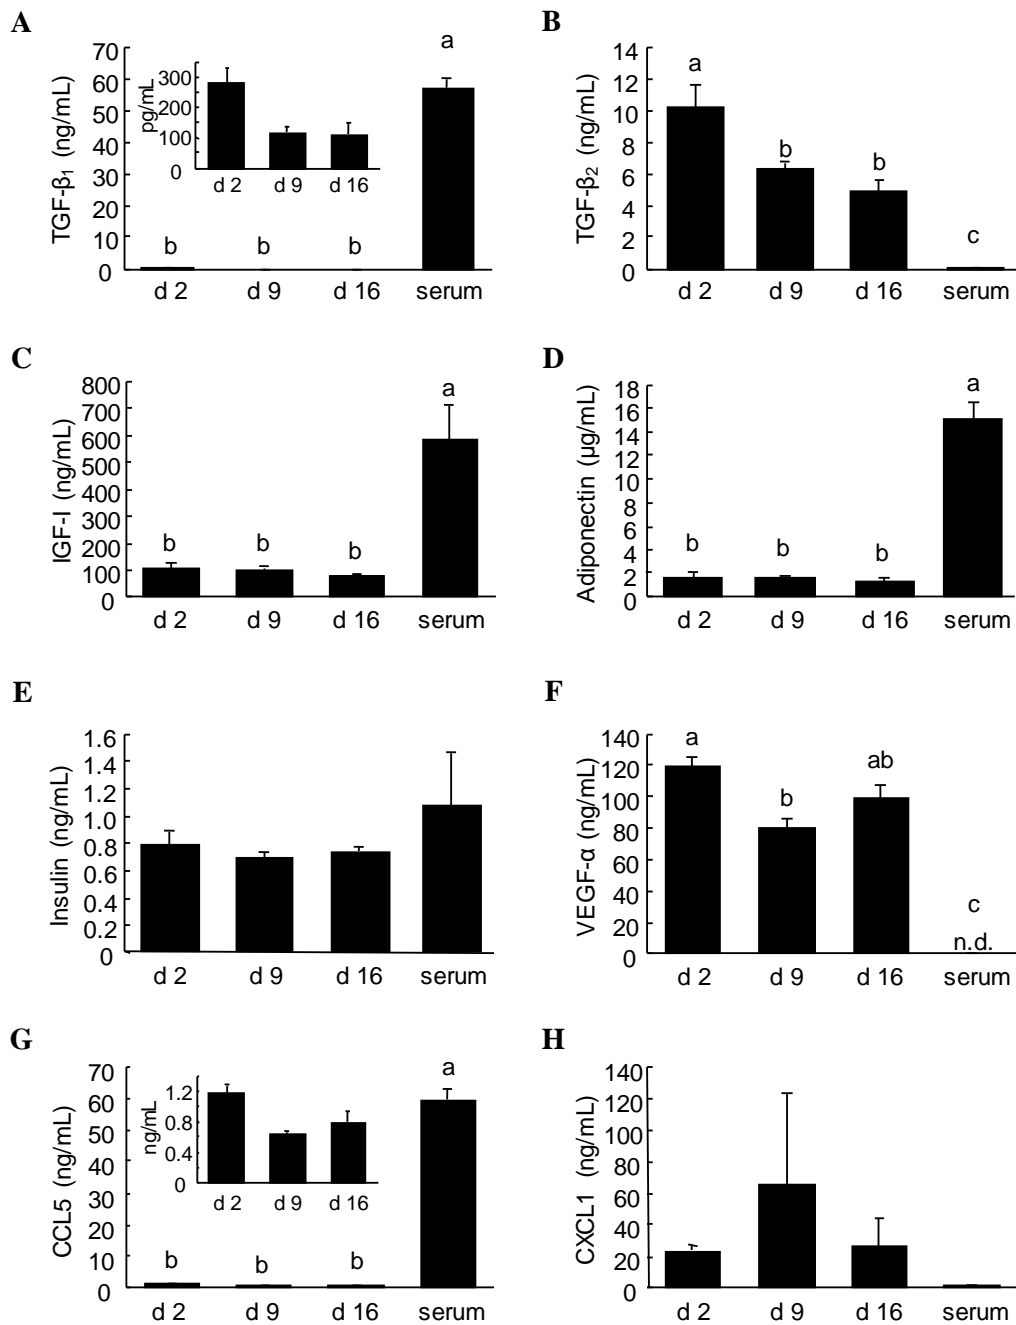 A
TGF-β₁ (ng/mL)
70
60
50
40
30
20
10
0
pg/mL
300
200
100
0
d 2 d 9 d 16
b b b a
d 2 d 9 d 16 serum
B
TGF-β₂ (ng/mL)
14
12
10
8
6
4
2
0
a b b c
d 2 d 9 d 16 serum
C
IGF-I (ng/mL)
800
700
600
500
400
300
200
100
0
b b b a
d 2 d 9 d 16 serum
D
Adiponectin (µg/mL)
18
16
14
12
10
8
6
4
2
0
b b b a
d 2 d 9 d 16 serum
E
Insulin (ng/mL)
1.6
1.4
1.2
1.0
0.8
0.6
0.4
0.2
0
d 2 d 9 d 16 serum
F
VEGF-α (ng/mL)
140
120
100
80
60
40
20
0
a b ab c
n.d.
d 2 d 9 d 16 serum
G
CCL5 (ng/mL)
70
60
50
40
30
20
10
0
ng/mL
1.2
0.8
0.4
0
d 2 d 9 d 16
b b b a
d 2 d 9 d 16 serum
H
CXCL1 (ng/mL)
140
120
100
80
60
40
20
0
d 2 d 9 d 16 serum